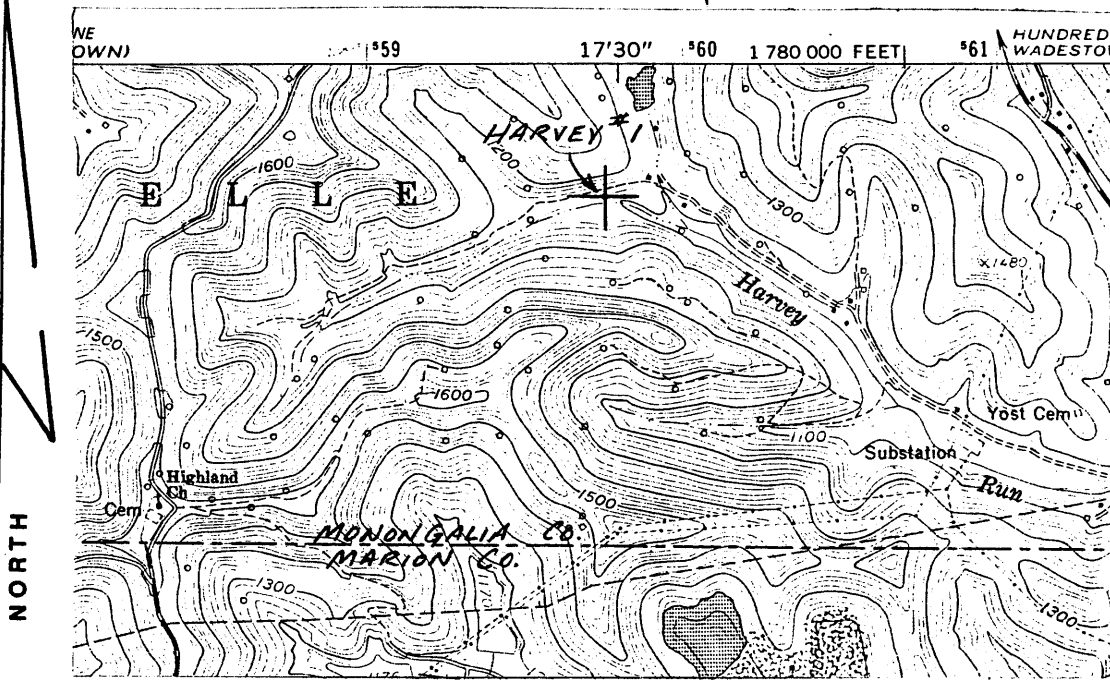 NE
OWN)
⁵59
17'30"
⁵60
1 780 000 FEET
⁵61
HUNDRED
WADESTOW
HARVEY #1
1200
1600
E L L E
1300
×1480
Harvey
1500
1600
Yost Cem
1100
Substation
Highland
Ch
Cem
1500
Run
MONONGALIA CO.
MARION CO.
1300
1300
NORTH